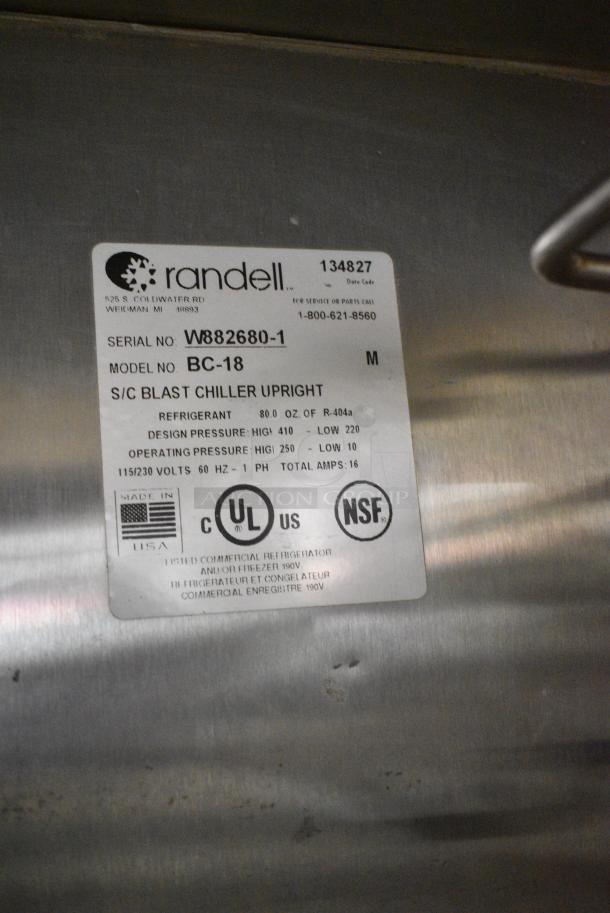 randell
134827
Date Code
525 S. COLDWATER RD
WEIDMAN MI
FOR SERVICE OR PARTS CALL
1-800-621-8560
SERIAL NO: W882680-1
MODEL NO. BC-18 M
S/C BLAST CHILLER UPRIGHT
REFRIGERANT 80.0 OZ. OF R-404a
DESIGN PRESSURE: HIGH 410 - LOW 220
OPERATING PRESSURE: HIGH 250 - LOW 10
115/230 VOLTS 60 HZ - 1 PH TOTAL AMPS: 16
MADE IN
USA
C UL US
NSF
AUCTION GROUP
LISTED COMMERCIAL REFRIGERATOR
AND/OR FREEZER 190V
REFRIGERATEUR ET CONGELATEUR
COMMERCIAL ENREGISTRE 190V